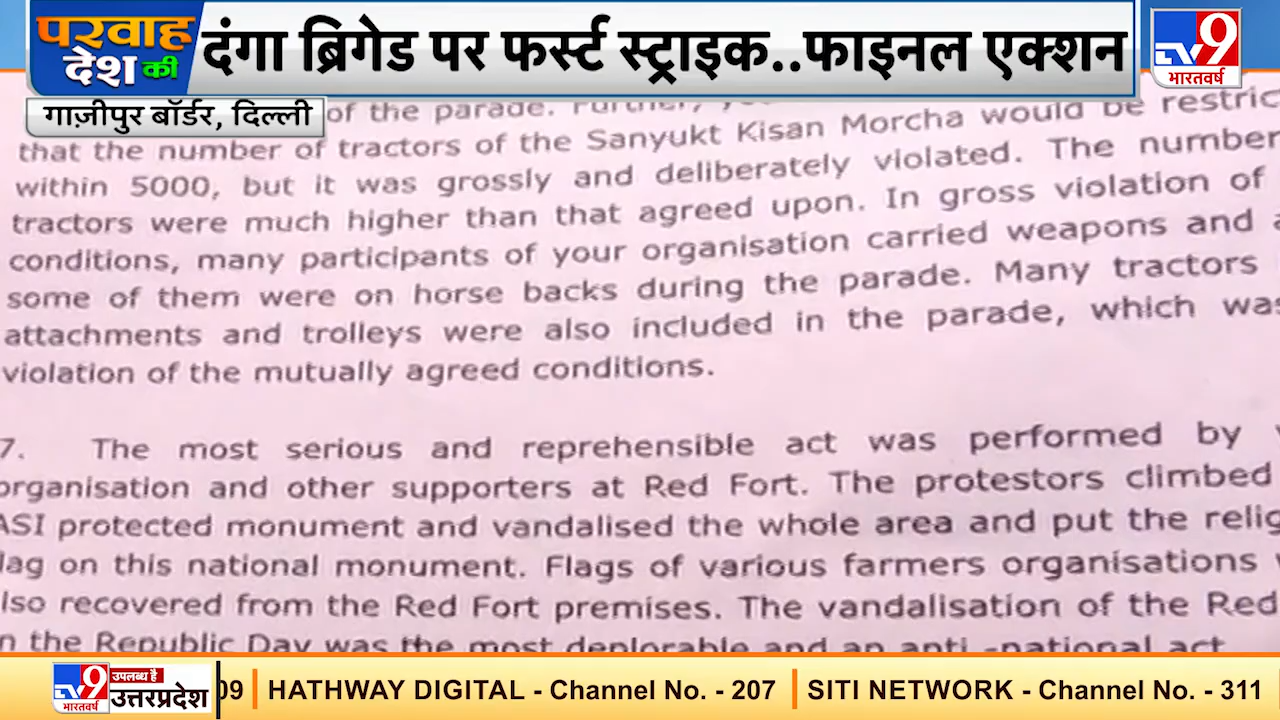 परवाह देश की
दंगा ब्रिगेड पर फर्स्ट स्ट्राइक..फाइनल एक्शन
TV9
भारतवर्ष
गाज़ीपुर बॉर्डर, दिल्ली
of the parade. Further,
that the number of tractors of the Sanyukt Kisan Morcha would be restric
within 5000, but it was grossly and deliberately violated. The number
tractors were much higher than that agreed upon. In gross violation of
conditions, many participants of your organisation carried weapons and a
some of them were on horse backs during the parade. Many tractors
attachments and trolleys were also included in the parade, which was
violation of the mutually agreed conditions.
7. The most serious and reprehensible act was performed by
organisation and other supporters at Red Fort. The protestors climbed
ASI protected monument and vandalised the whole area and put the relig
lag on this national monument. Flags of various farmers organisations
lso recovered from the Red Fort premises. The vandalisation of the Red
n the Republic Day was the most deplorable and an anti -national act
TV9
भारतवर्ष
उपलब्ध है
उत्तरप्रदेश
09 | HATHWAY DIGITAL - Channel No. - 207 | SITI NETWORK - Channel No. - 311